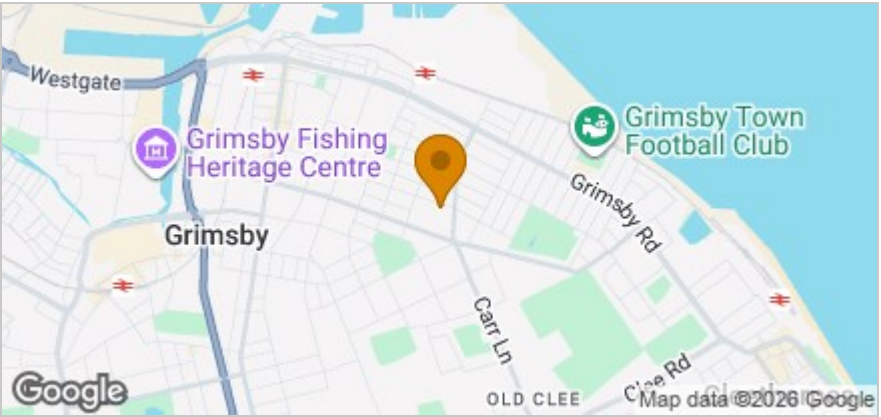 Westgate
Grimsby Fishing
Heritage Centre
Grimsby Town
Football Club
Grimsby Rd
Grimsby
Carr Ln
OLD CLEE
Clee Rd
Google
Map data ©2026 Google